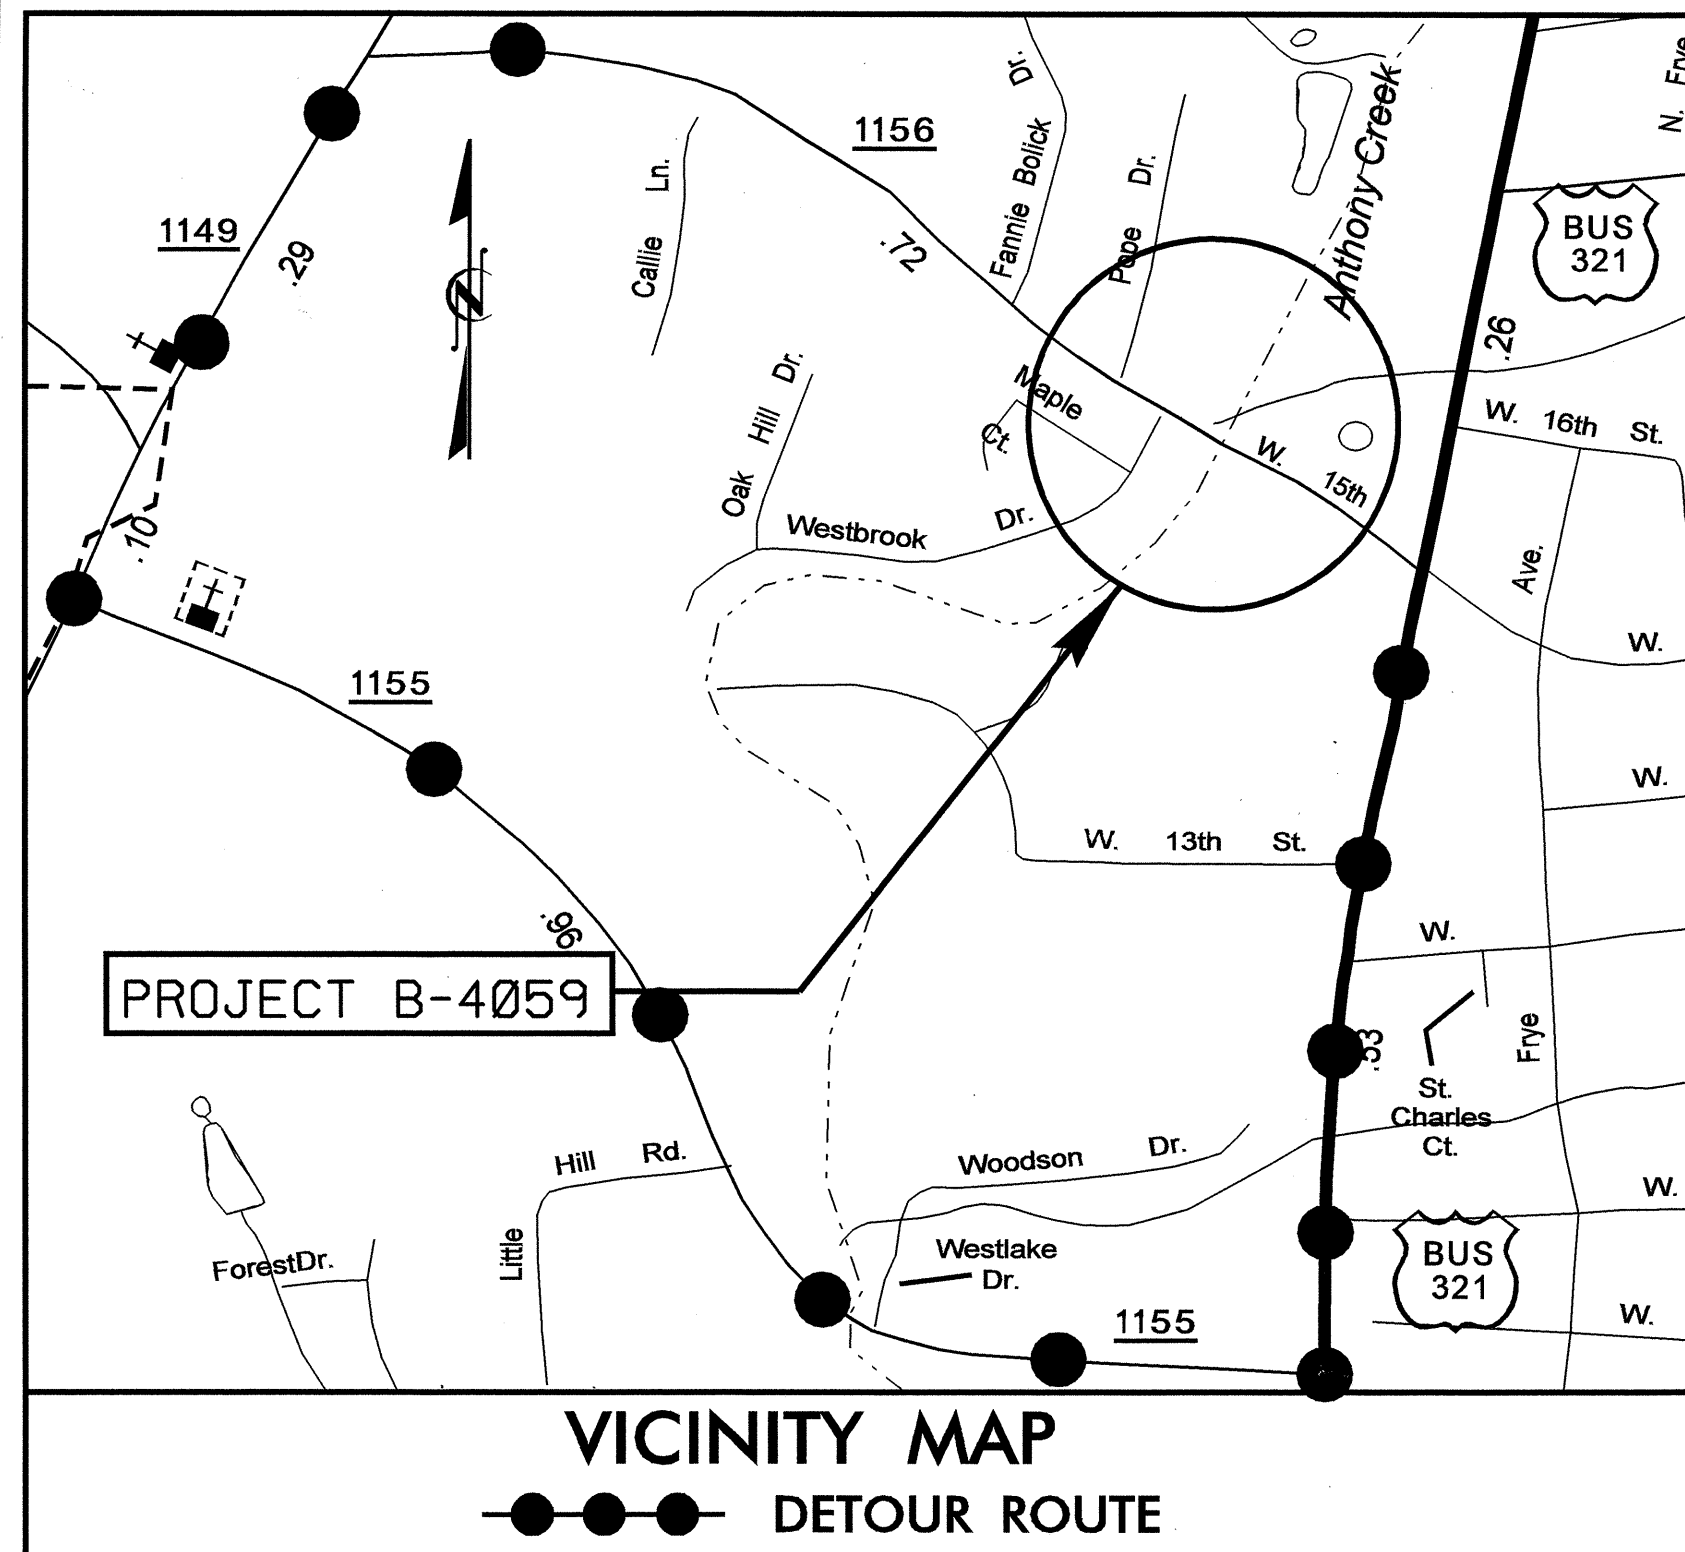 1156
Fannie Bolick Dr.
Pope Dr.
Anthony Creek
N. Frye
BUS
321
1149
.29
Callie Ln.
.72
.26
Oak Hill Dr.
Maple
Ct.
W. 15th
W. 16th St.
Westbrook Dr.
.10
Ave.
W.
1155
W.
W. 13th St.
.96
W.
PROJECT B-4059
.53
Frye
St.
Charles
Ct.
Hill Rd.
Woodson Dr.
W.
Little
Westlake
Dr.
ForestDr.
BUS
321
1155
W.
VICINITY MAP
DETOUR ROUTE